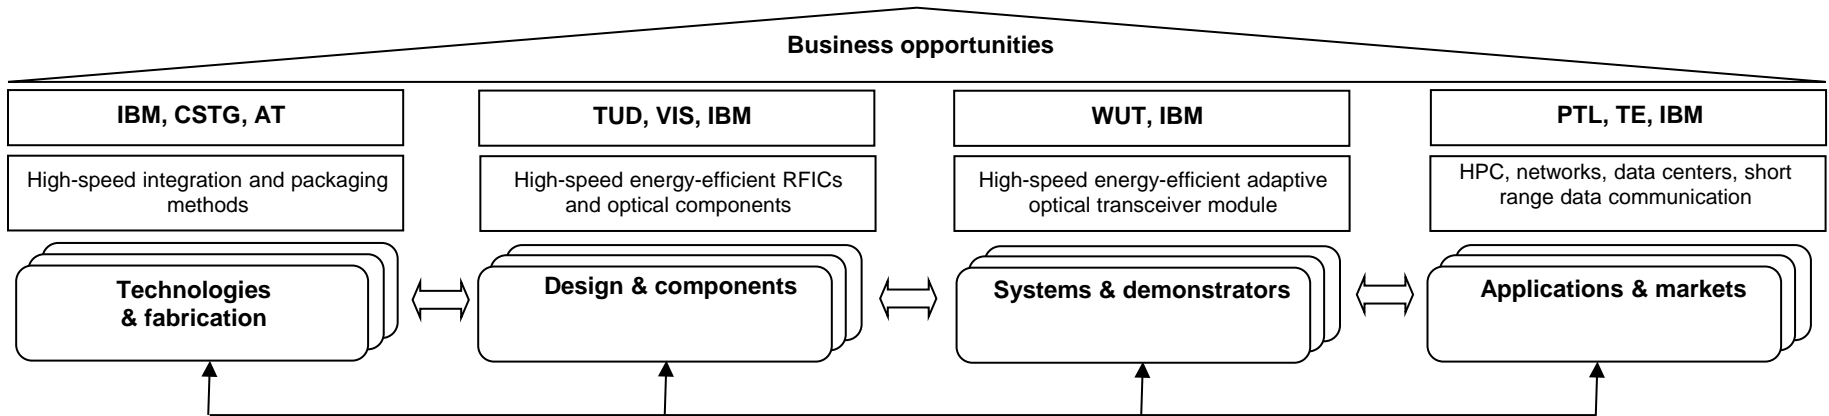 Business opportunities
IBM, CSTG, AT
TUD, VIS, IBM
WUT, IBM
PTL, TE, IBM
High-speed integration and packaging
methods
High-speed energy-efficient RFICs
and optical components
High-speed energy-efficient adaptive
optical transceiver module
HPC, networks, data centers, short
range data communication
Technologies
& fabrication
Design & components
Systems & demonstrators
Applications & markets